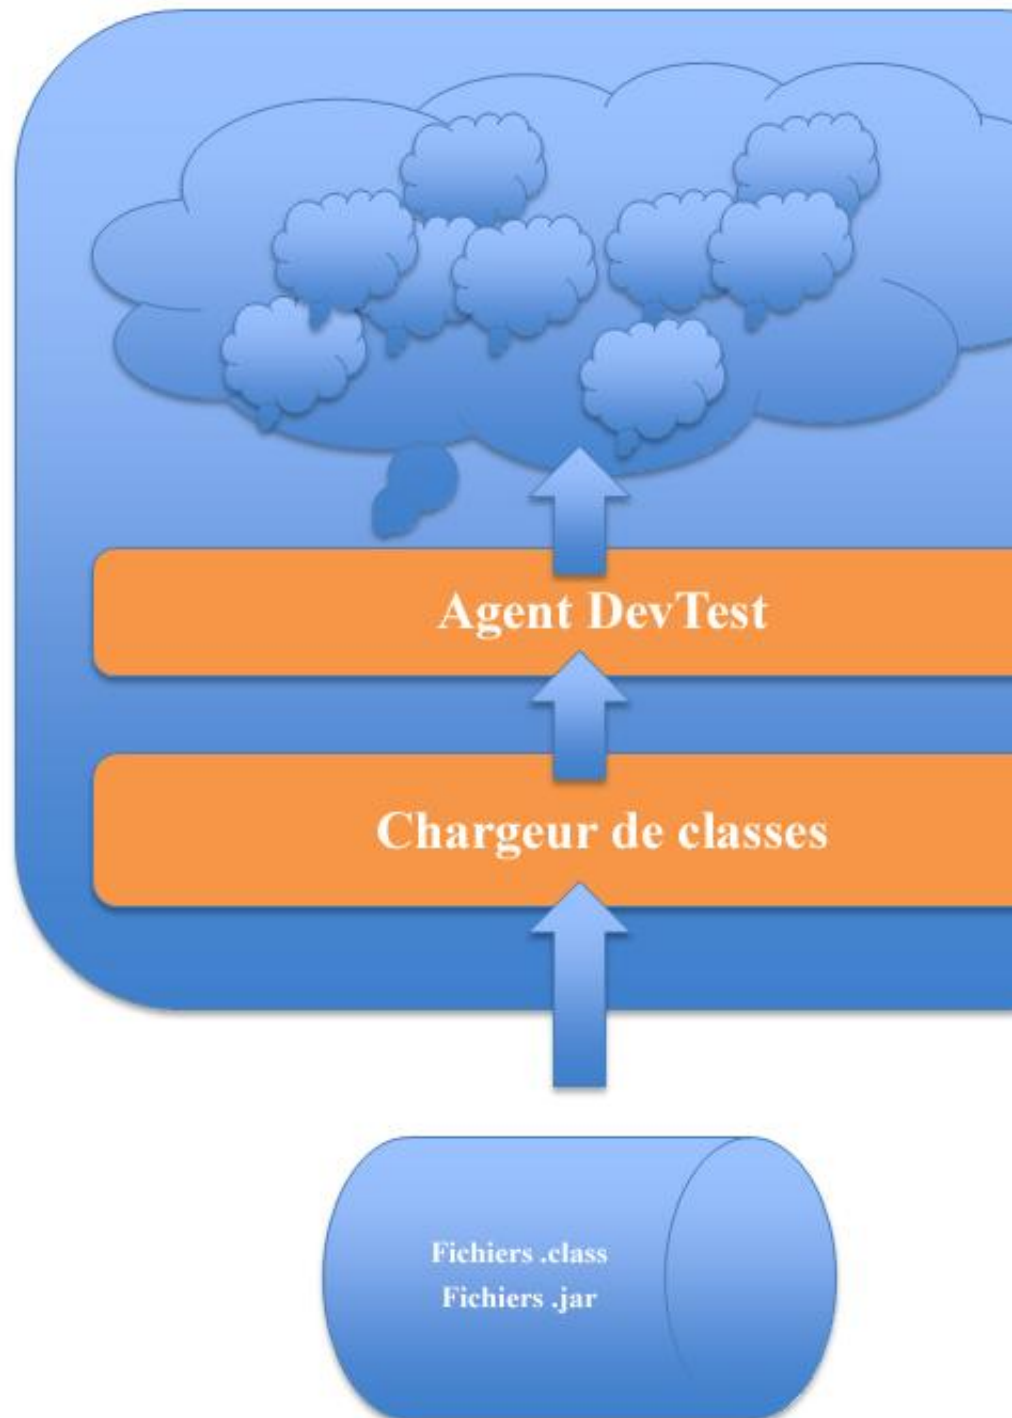 Agent DevTest
Chargeur de classes
Fichiers .class
Fichiers .jar